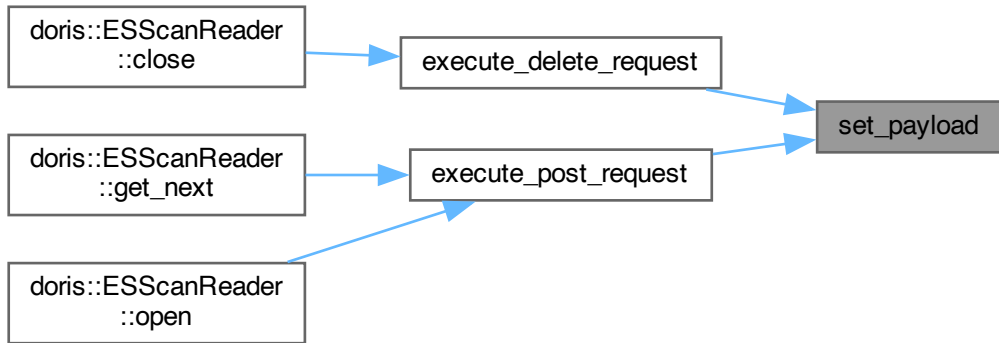 doris::ESScanReader
::close
execute_delete_request
set_payload
doris::ESScanReader
::get_next
execute_post_request
doris::ESScanReader
::open